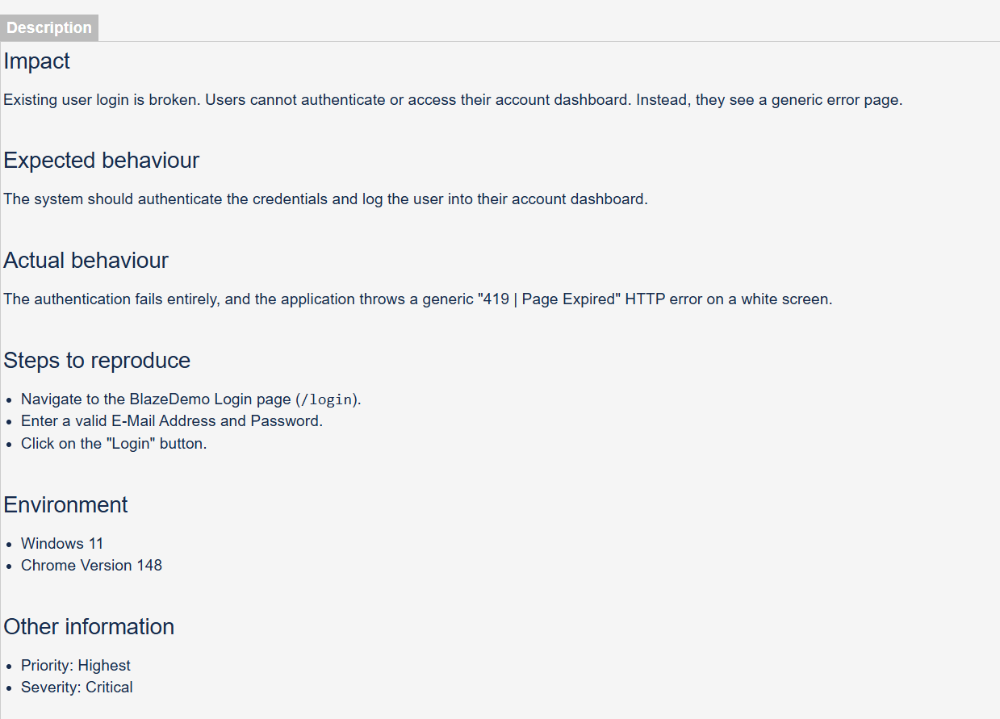 Description
Impact
Existing user login is broken. Users cannot authenticate or access their account dashboard. Instead, they see a generic error page.
Expected behaviour
The system should authenticate the credentials and log the user into their account dashboard.
Actual behaviour
The authentication fails entirely, and the application throws a generic "419 | Page Expired" HTTP error on a white screen.
Steps to reproduce
• Navigate to the BlazeDemo Login page (/login).
• Enter a valid E-Mail Address and Password.
• Click on the "Login" button.
Environment
• Windows 11
• Chrome Version 148
Other information
• Priority: Highest
• Severity: Critical